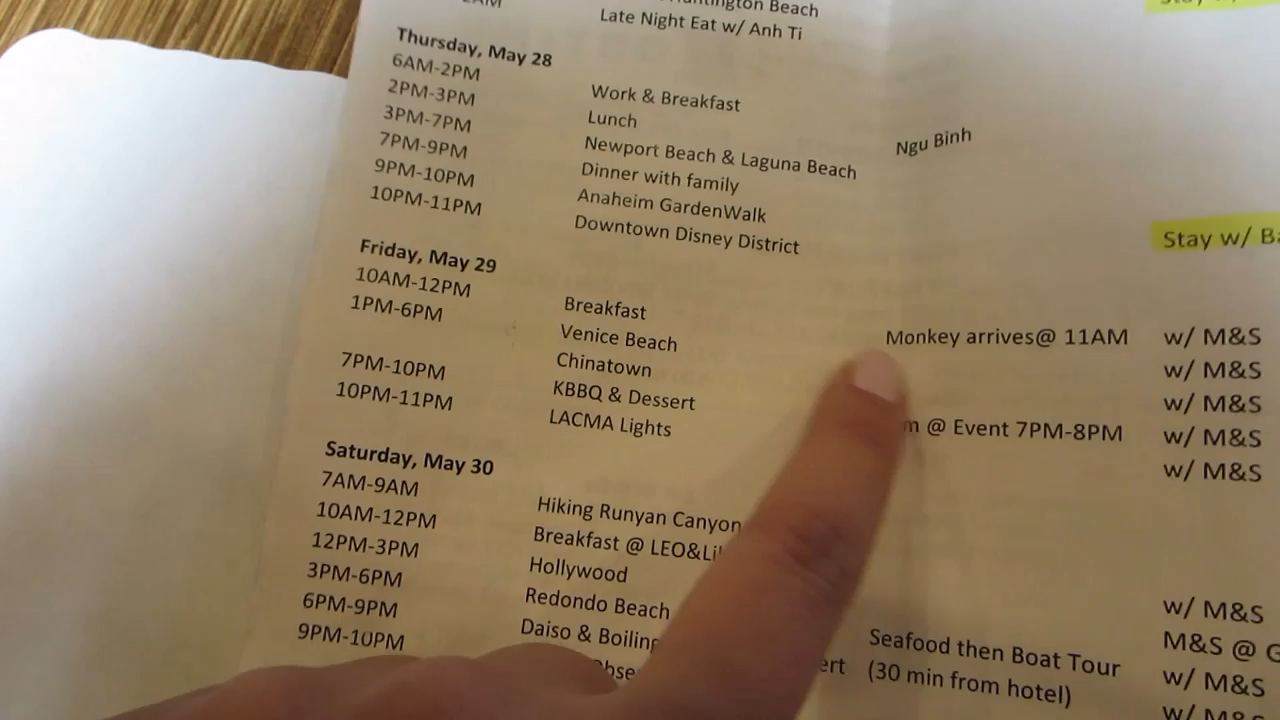 Huntington Beach
Late Night Eat w/ Anh Ti
Thursday, May 28
6AM-2PM Work & Breakfast
2PM-3PM Lunch Ngu Binh
3PM-7PM Newport Beach & Laguna Beach
7PM-9PM Dinner with family
9PM-10PM Anaheim GardenWalk
10PM-11PM Downtown Disney District
Stay w/
Friday, May 29
10AM-12PM Breakfast Monkey arrives@ 11AM w/ M&S
1PM-6PM Venice Beach w/ M&S
Chinatown w/ M&S
7PM-10PM KBBQ & Dessert @ Event 7PM-8PM w/ M&S
10PM-11PM LACMA Lights w/ M&S
Saturday, May 30
7AM-9AM Hiking Runyan Canyon
10AM-12PM Breakfast @
12PM-3PM Hollywood w/ M&S
3PM-6PM Redondo Beach Seafood then Boat Tour M&S @
6PM-9PM Daiso & (30 min from hotel) w/ M&S
9PM-10PM w/ M&S